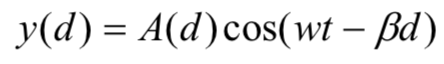 y(d) = A(d)cos(wt − βd)